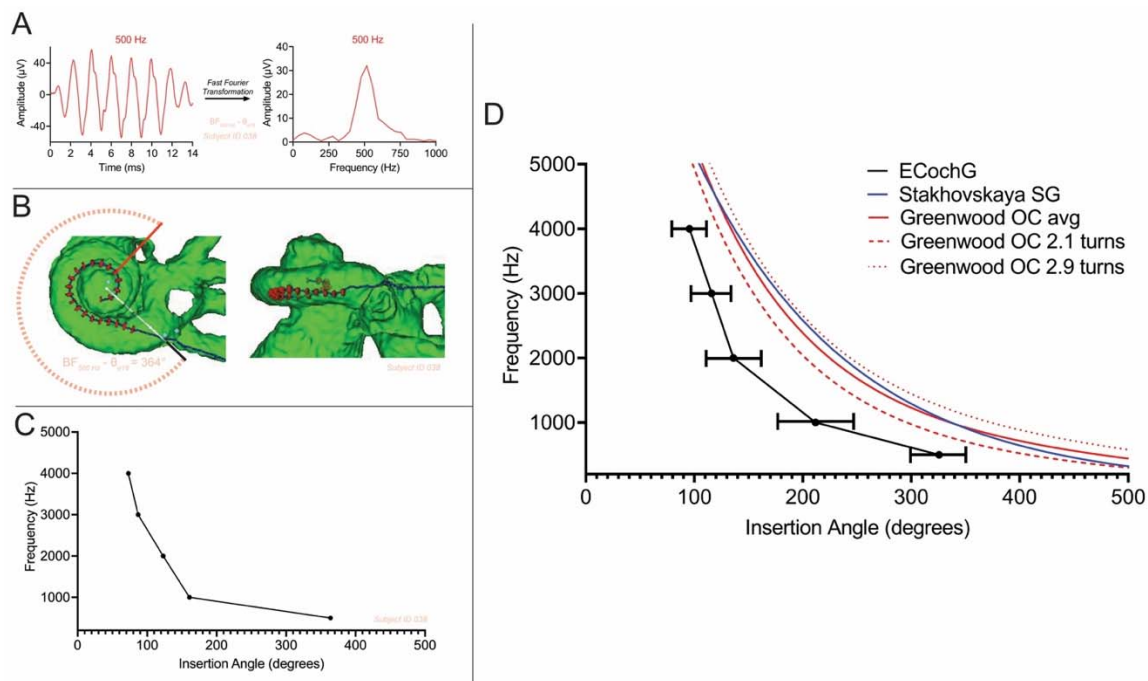 A
500 Hz
Amplitude (µV)
40
0
-40
0 2 4 6 8 10 12 14
Time (ms)
Fast Fourier
Transformation
Subject ID 038
500 Hz
Amplitude (µV)
40
30
20
10
0
0 250 500 750 1000
Frequency (Hz)
B
BF500 Hz - θ = 364°
Subject ID 038
C
5000
4000
3000
2000
1000
Frequency (Hz)
0 100 200 300 400 500
Insertion Angle (degrees)
Subject ID 038
D
5000
4000
3000
2000
1000
Frequency (Hz)
0 100 200 300 400 500
Insertion Angle (degrees)
ECochG
Stakhovskaya SG
Greenwood OC avg
Greenwood OC 2.1 turns
Greenwood OC 2.9 turns